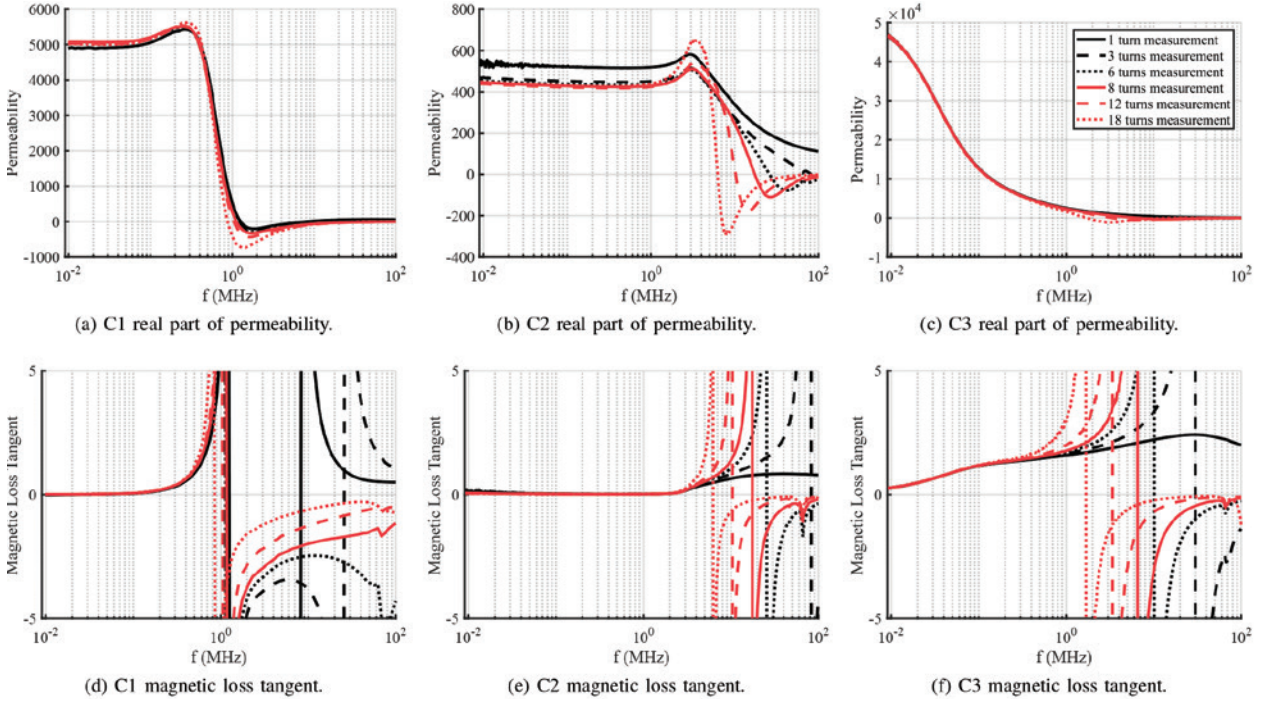 6000
5000
4000
3000
2000
1000
0
-1000
Permeability
10^-2
10^0
10^2
f (MHz)
(a) C1 real part of permeability.
800
600
400
200
0
-200
-400
Permeability
10^-2
10^0
10^2
f (MHz)
(b) C2 real part of permeability.
×10^4
5
4
3
2
1
0
-1
Permeability
1 turn measurement
3 turns measurement
6 turns measurement
8 turns measurement
12 turns measurement
18 turns measurement
10^-2
10^0
10^2
f (MHz)
(c) C3 real part of permeability.
5
0
-5
Magnetic Loss Tangent
10^-2
10^0
10^2
f (MHz)
(d) C1 magnetic loss tangent.
5
0
-5
Magnetic Loss Tangent
10^-2
10^0
10^2
f (MHz)
(e) C2 magnetic loss tangent.
5
0
-5
Magnetic Loss Tangent
10^-2
10^0
10^2
f (MHz)
(f) C3 magnetic loss tangent.